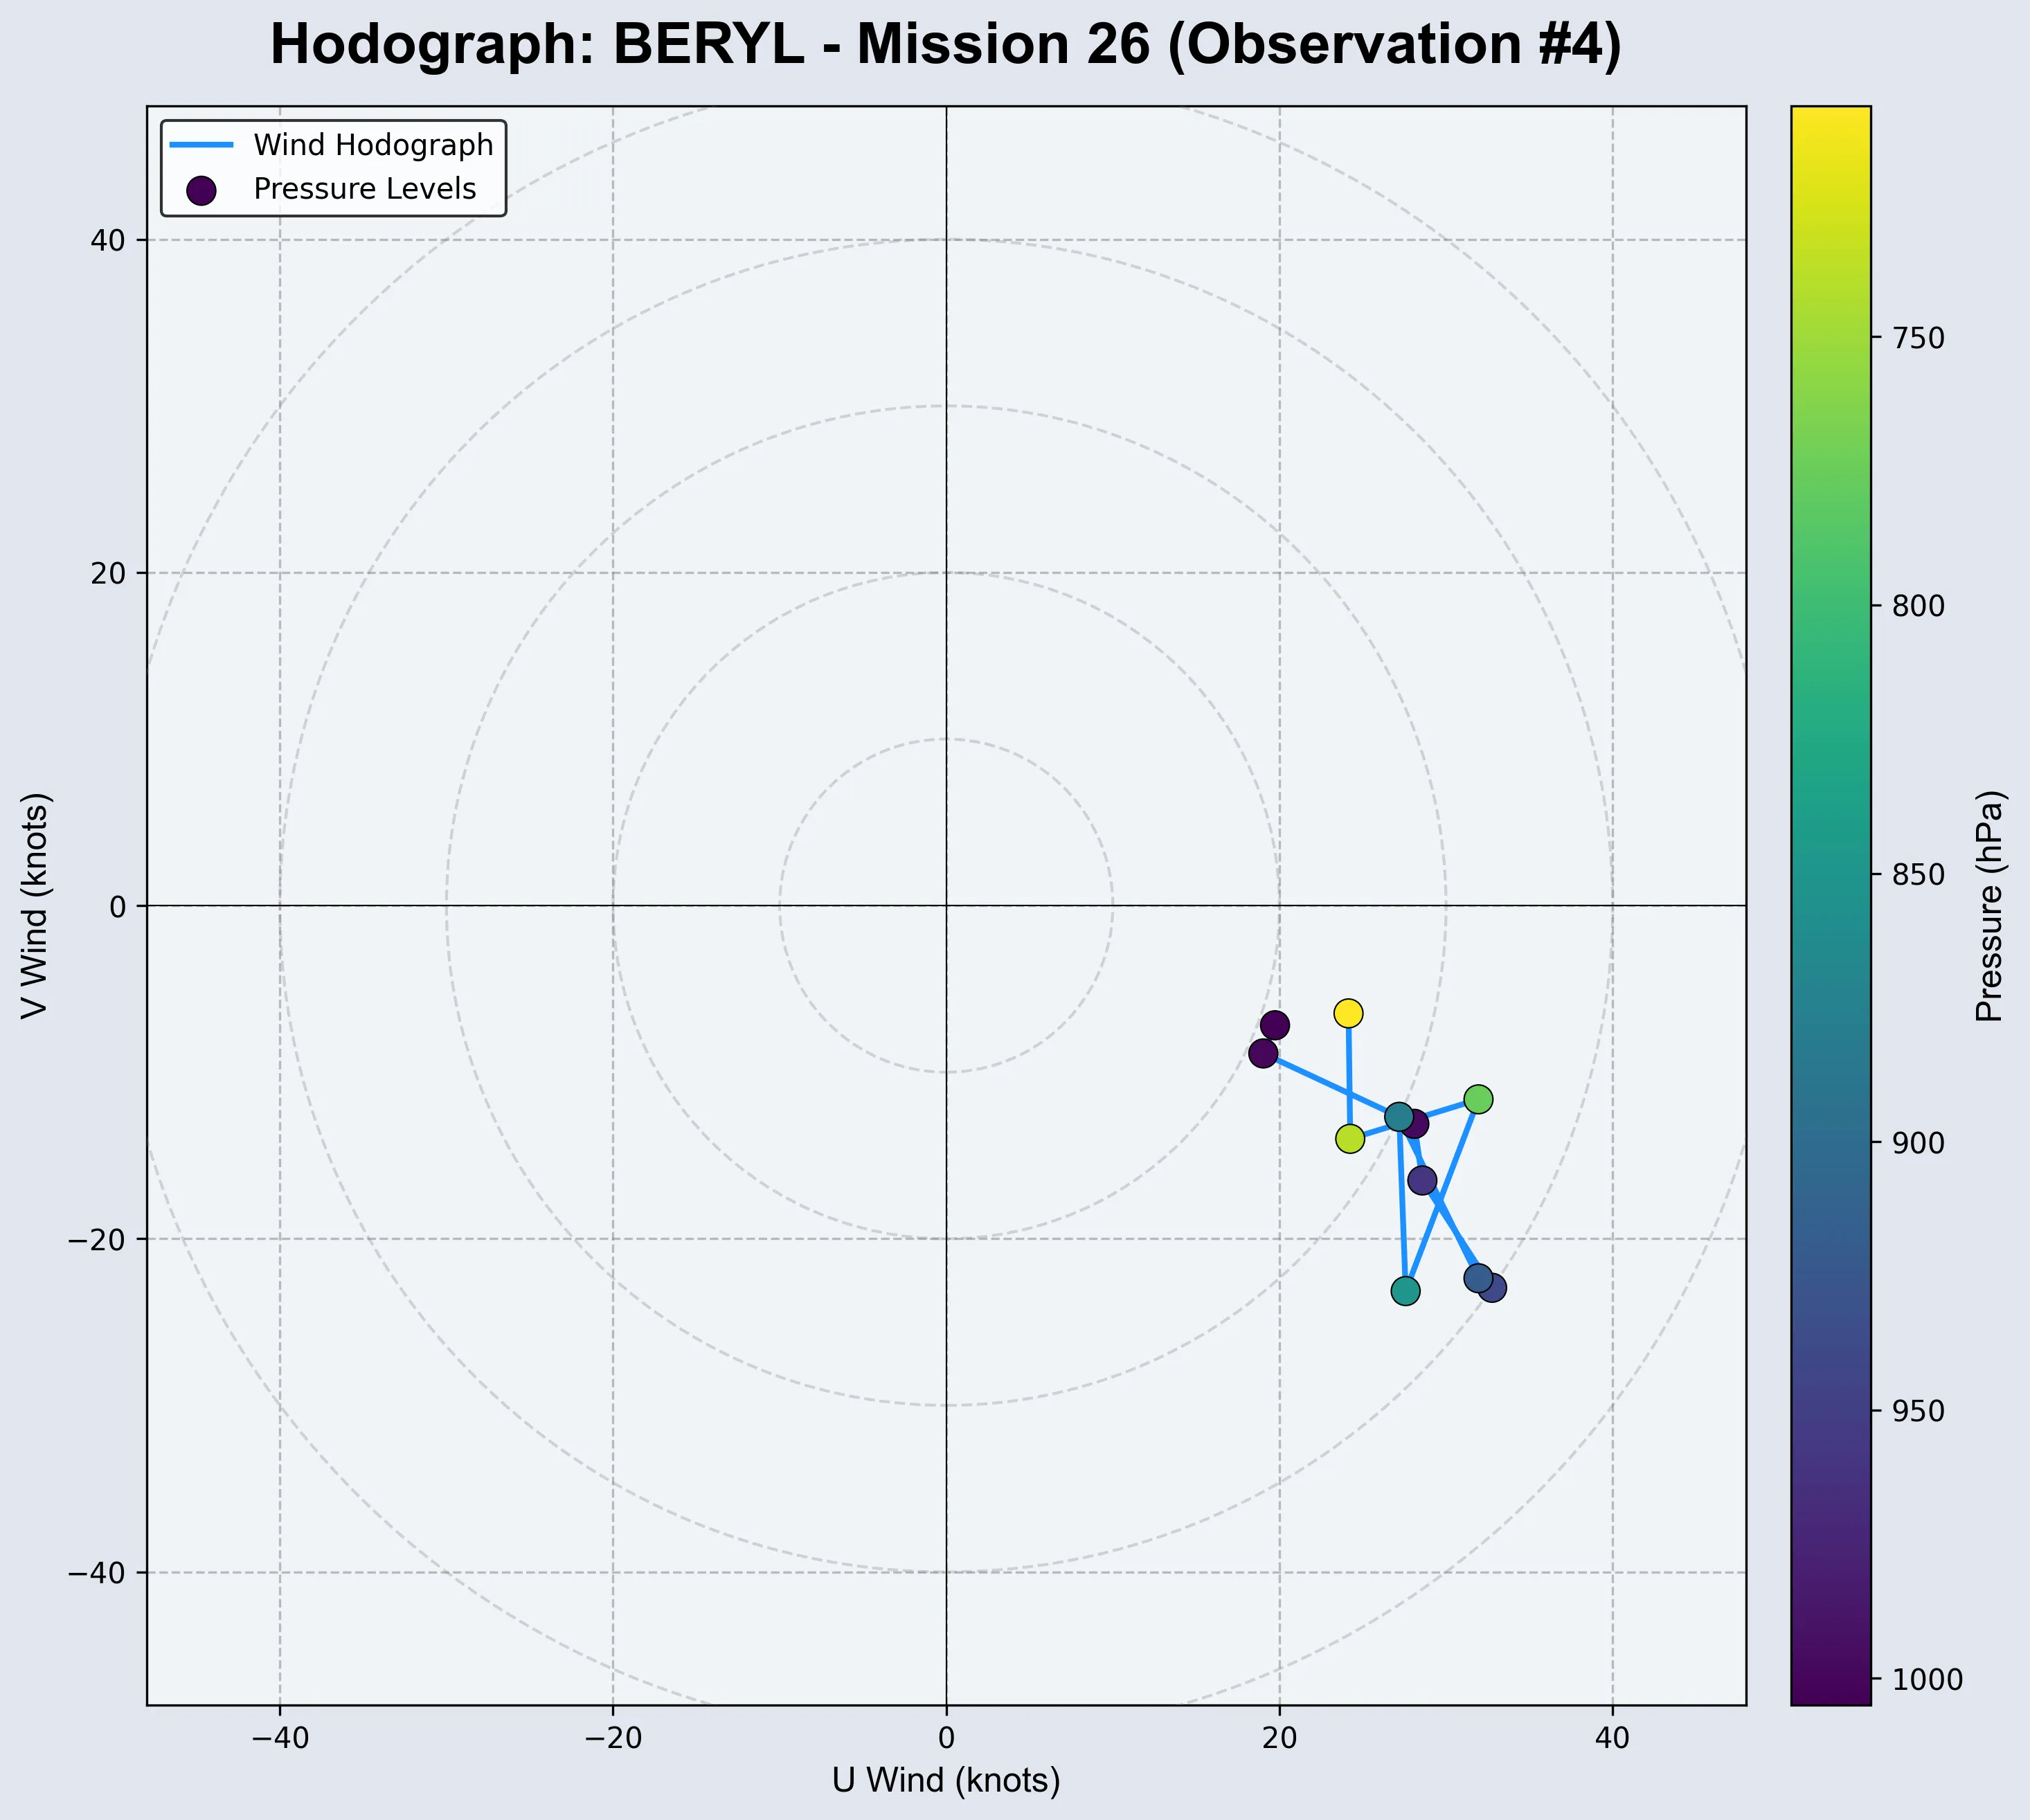 Hodograph: BERYL - Mission 26 (Observation #4)
Wind Hodograph
Pressure Levels
40
20
0
−20
−40
V Wind (knots)
−40
−20
0
20
40
U Wind (knots)
750
800
850
900
950
1000
Pressure (hPa)